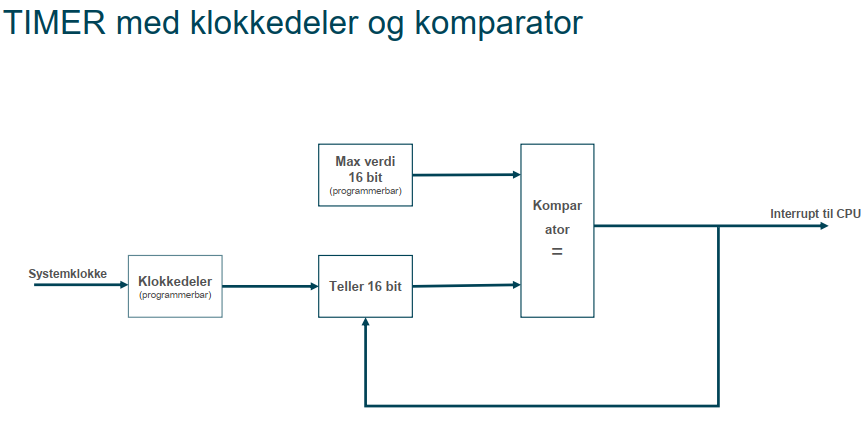 TIMER med klokkedeler og komparator
Max verdi
16 bit
(programmerbar)
Kompar
ator
=
Interrupt til CPU
Systemklokke
Klokkedeler
(programmerbar)
Teller 16 bit